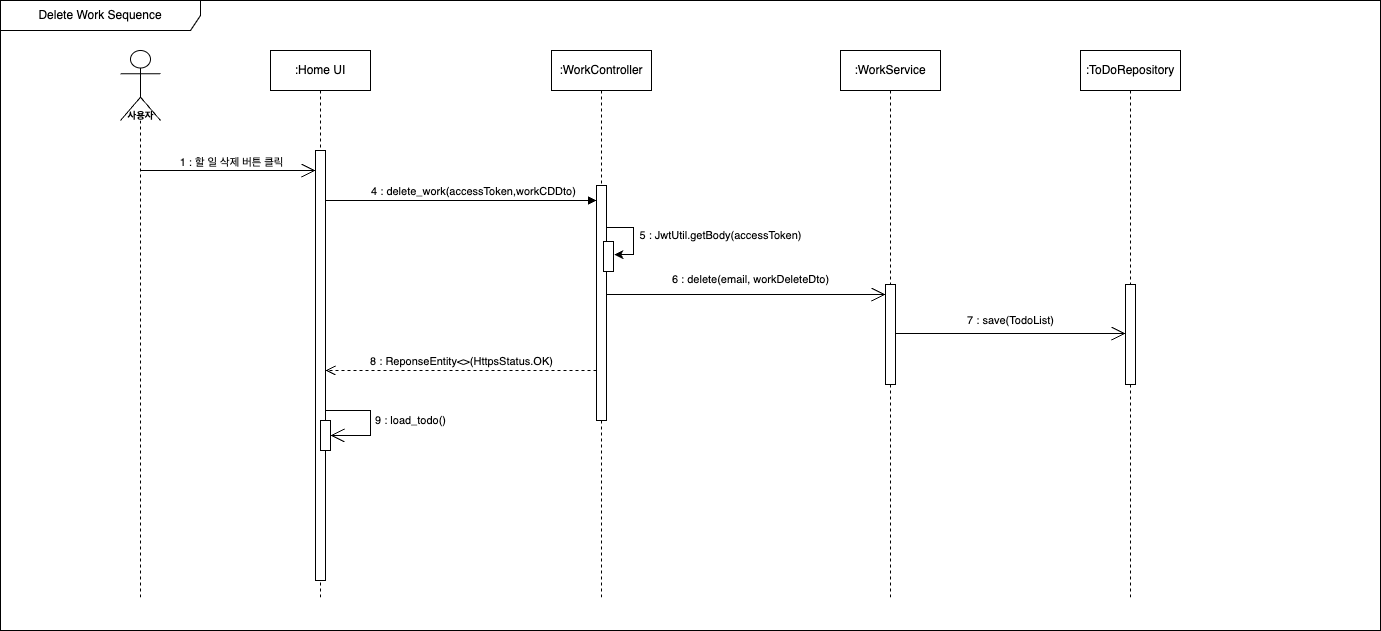 Delete Work Sequence
사용자
:Home UI
:WorkController
:WorkService
:ToDoRepository
1 : 할 일 삭제 버튼 클릭
4 : delete_work(accessToken,workCDDto)
5 : JwtUtil.getBody(accessToken)
6 : delete(email, workDeleteDto)
7 : save(TodoList)
8 : ReponseEntity<>(HttpsStatus.OK)
9 : load_todo()